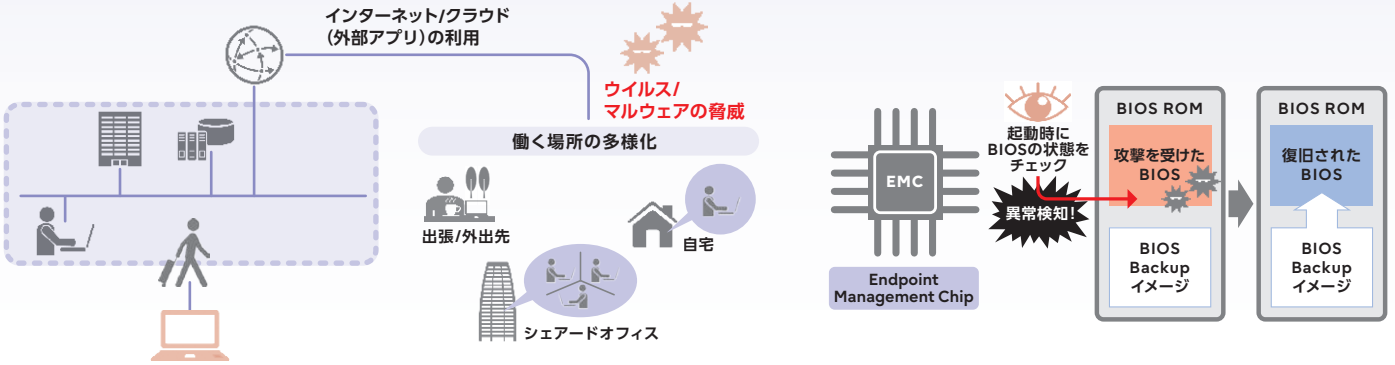 インターネット/クラウド
（外部アプリ）の利用
ウイルス/
マルウェアの脅威
働く場所の多様化
出張/外出先
自宅
シェアードオフィス
EMC
Endpoint
Management Chip
起動時に
BIOSの状態を
チェック
異常検知！
BIOS ROM
攻撃を受けた
BIOS
BIOS
Backup
イメージ
BIOS ROM
復旧された
BIOS
BIOS
Backup
イメージ